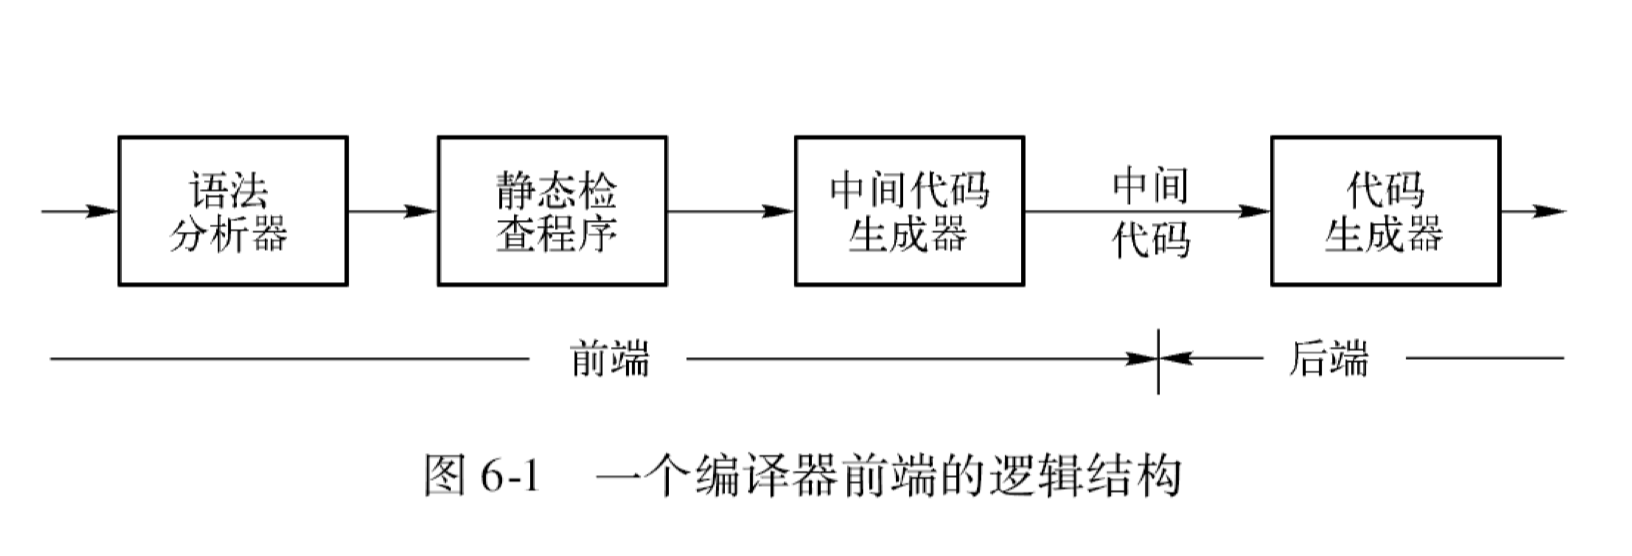 语法
分析器
静态检
查程序
中间代码
生成器
中间
代码
代码
生成器
前端
后端
图 6-1 一个编译器前端的逻辑结构